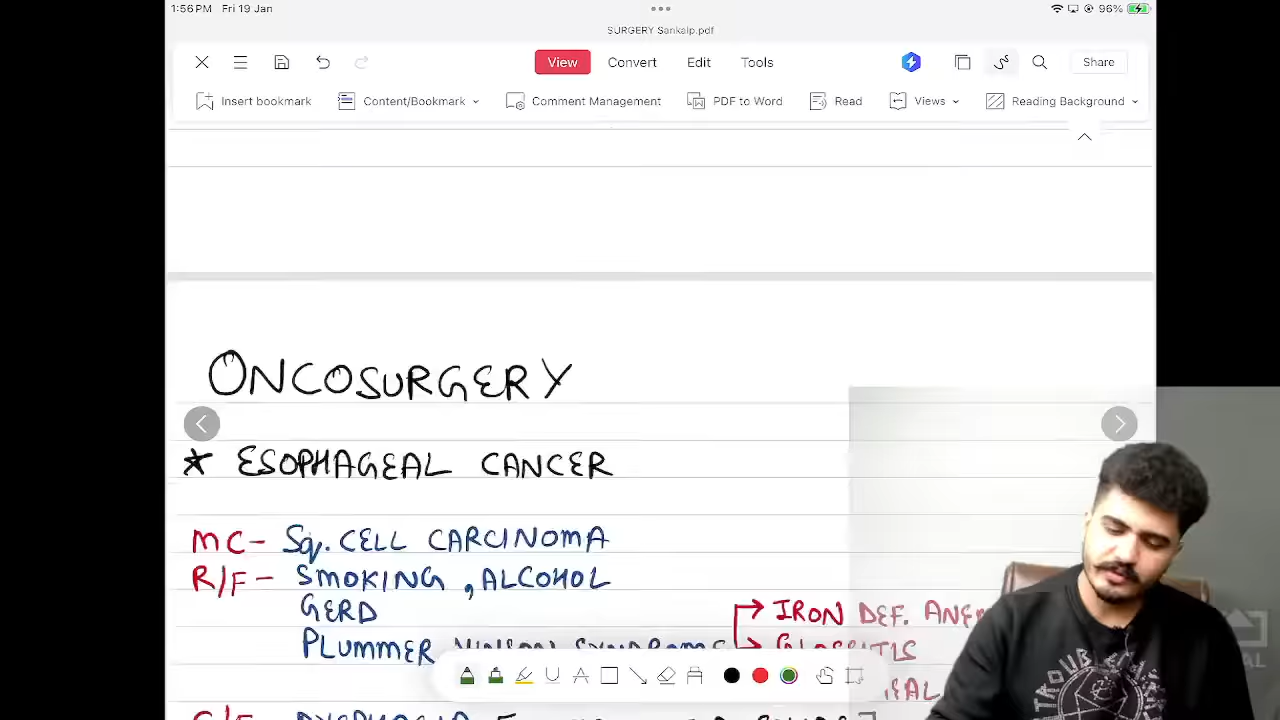 1:56 PM Fri 19 Jan
96%
SURGERY Sankalp.pdf
View Convert Edit Tools Share
Insert bookmark Content/Bookmark Comment Management PDF to Word Read Views Reading Background
ONCOSURGERY
* ESOPHAGEAL CANCER
MC - Sq. CELL CARCINOMA
R/F - SMOKING, ALCOHOL
→ IRON DEF.
GERD
PLUMMER